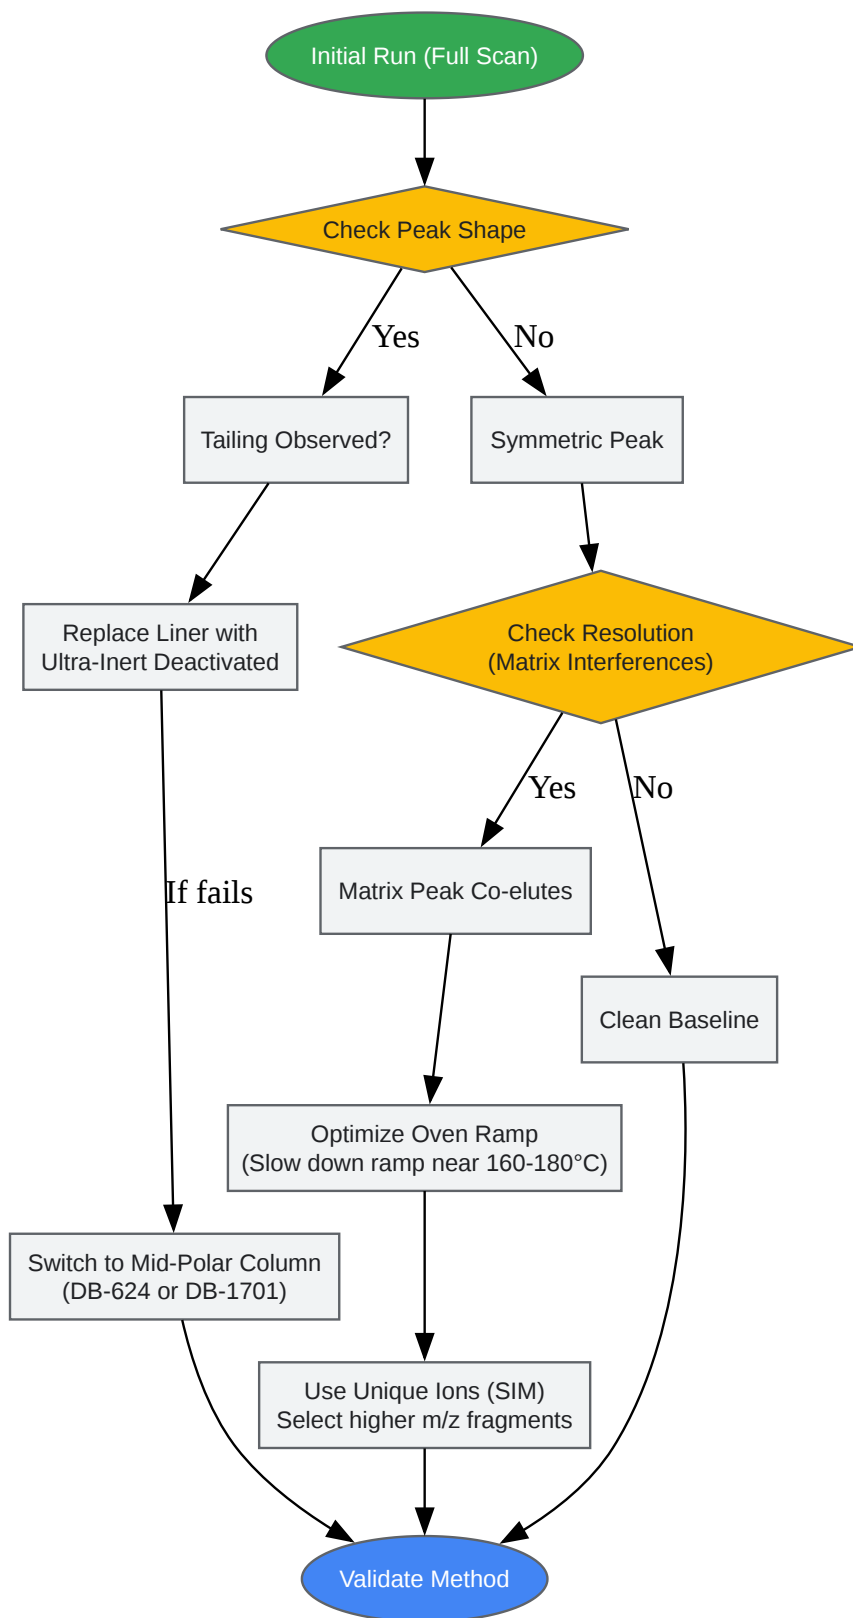 Initial Run (Full Scan)
Check Peak Shape
Yes
No
Tailing Observed?
Symmetric Peak
Replace Liner with
Ultra-Inert Deactivated
Check Resolution
(Matrix Interferences)
Yes
No
If fails
Matrix Peak Co-elutes
Clean Baseline
Optimize Oven Ramp
(Slow down ramp near 160-180°C)
Switch to Mid-Polar Column
(DB-624 or DB-1701)
Use Unique Ions (SIM)
Select higher m/z fragments
Validate Method